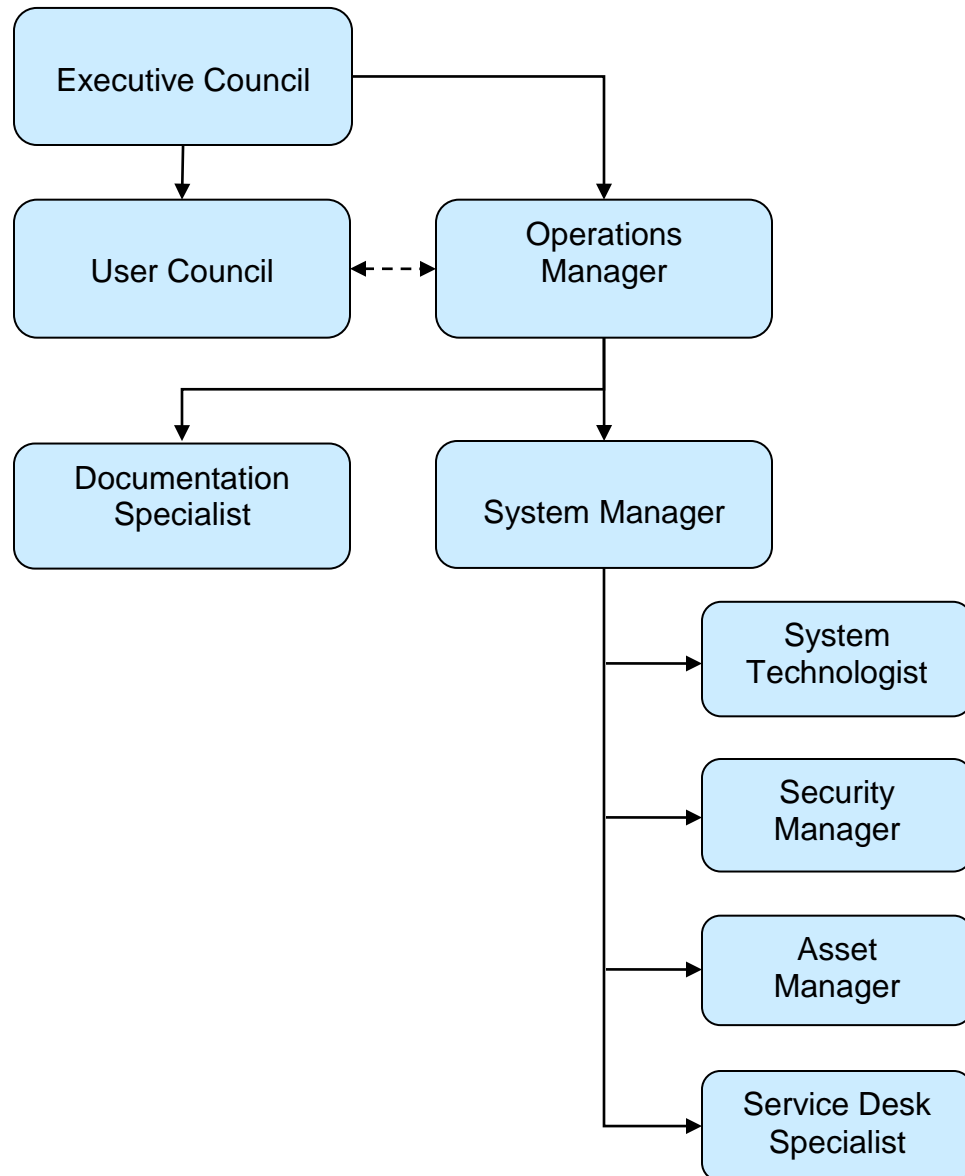 Executive Council
User Council
Operations
Manager
Documentation
Specialist
System Manager
System
Technologist
Security
Manager
Asset
Manager
Service Desk
Specialist